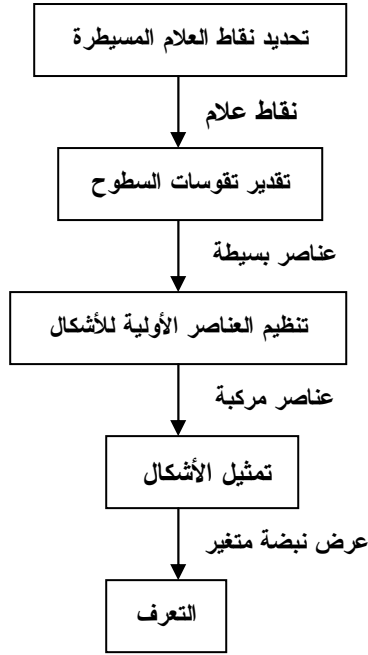 تحديد نقاط العلام المسيطرة
نقاط علام
تقدير تقوسات السطوح
عناصر بسيطة
تنظيم العناصر الأولية للأشكال
عناصر مركبة
تمثيل الأشكال
عرض نبضة متغير
التعرف